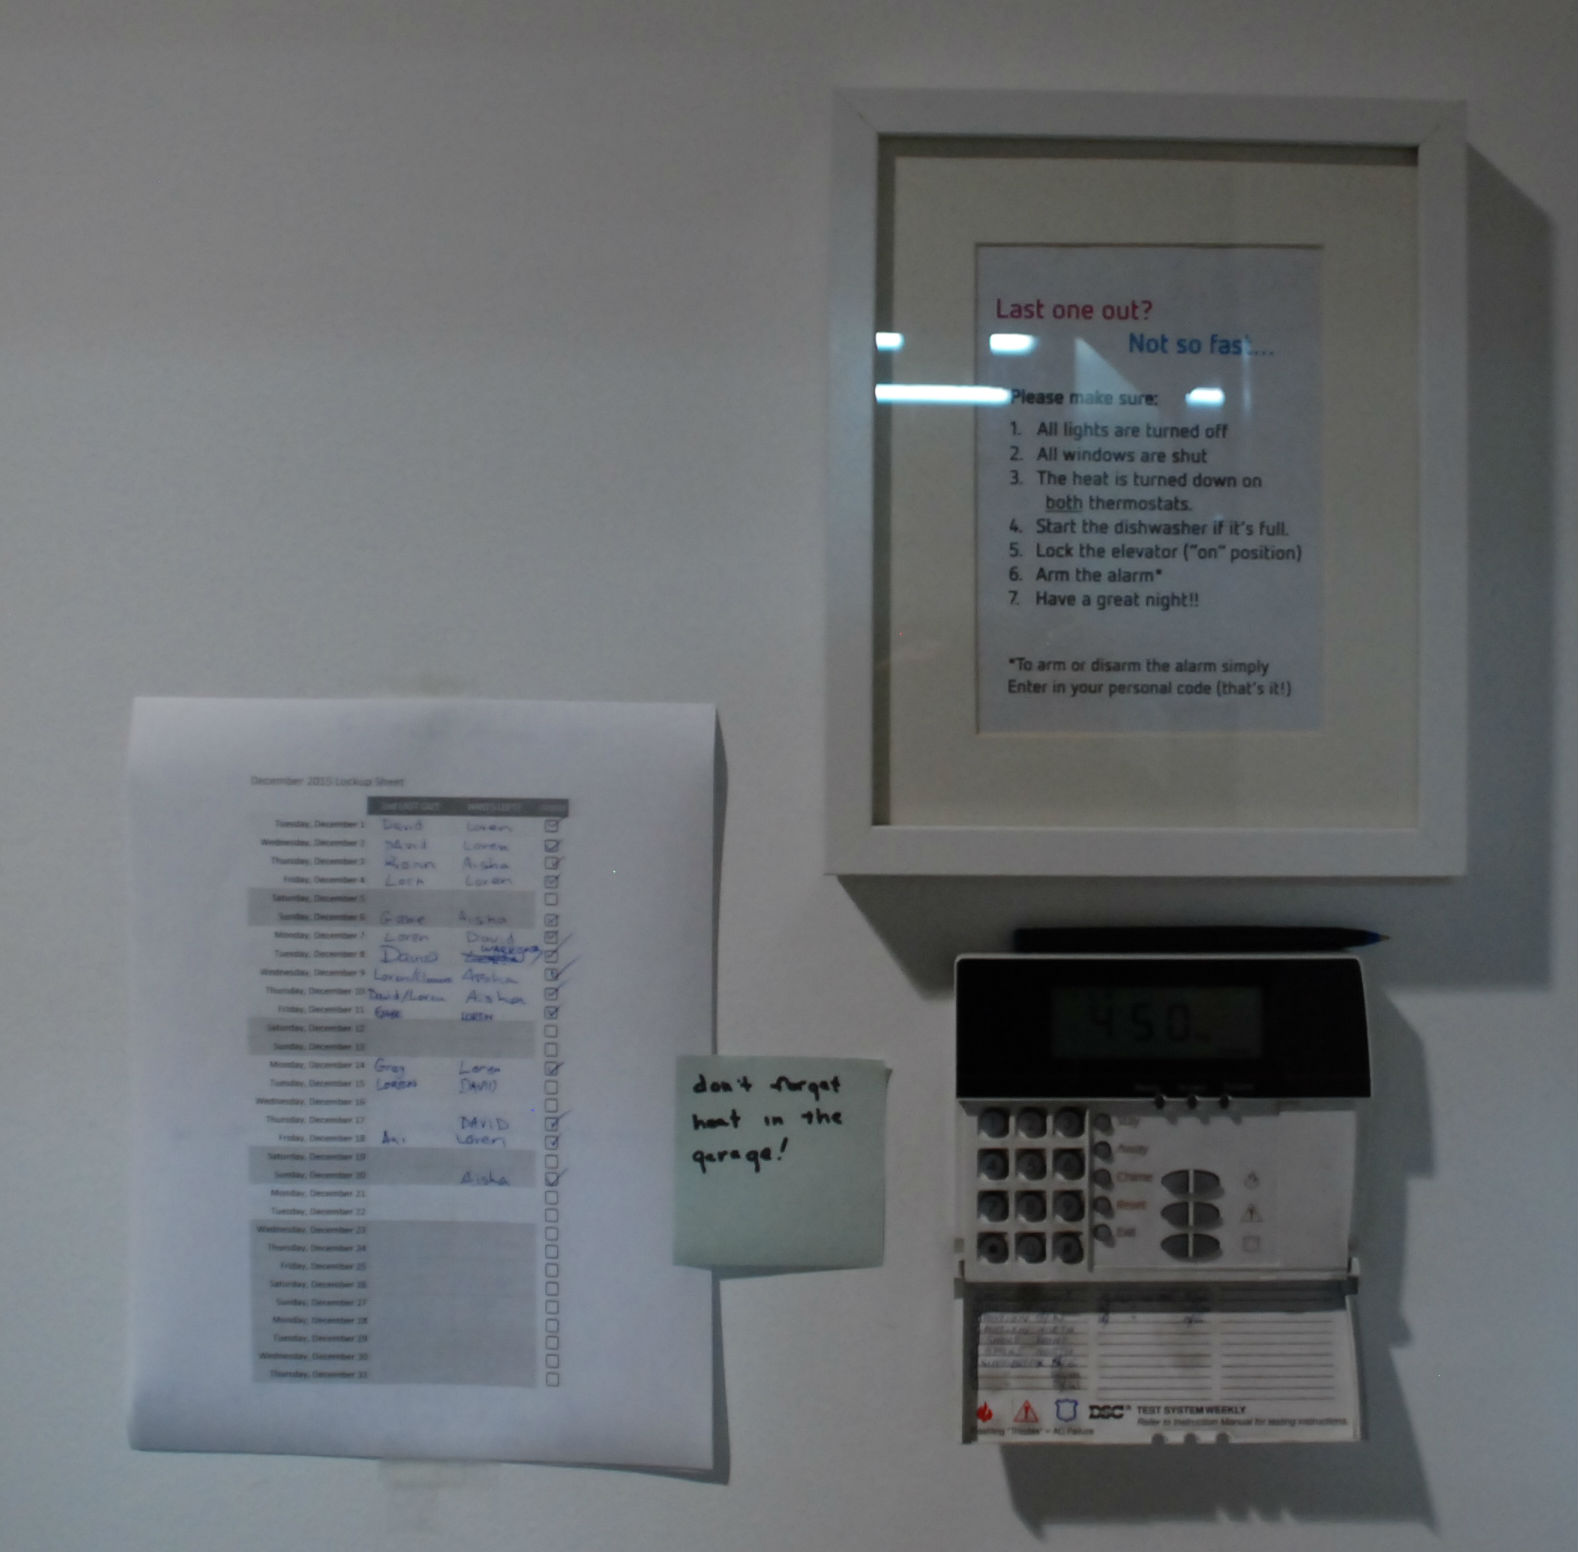 Last one out?
Not so fast...
Please make sure:
1. All lights are turned off
2. All windows are shut
3. The heat is turned down on
both thermostats.
4. Start the dishwasher if it's full.
5. Lock the elevator ("on" position)
6. Arm the alarm*
7. Have a great night!!
*To arm or disarm the alarm simply
Enter in your personal code (that's it!)
December 2015 Lockup Sheet
2nd LAST OUT WHO'S LEFT?
Tuesday, December 1 David Loren
Wednesday, December 2 David Loren
Thursday, December 3 Aisha
Friday, December 4 Loren
Saturday, December 5
Sunday, December 6 Gabe Aisha
Monday, December 7 Loren David
Tuesday, December 8 David
Wednesday, December 9 Aisha
Thursday, December 10 David/Loren Aisha
Friday, December 11 GABE LOREN
Saturday, December 12
Sunday, December 13
Monday, December 14 Greg Loren
Tuesday, December 15 LOREN DAVID
Wednesday, December 16
Thursday, December 17 DAVID
Friday, December 18 Ani Loren
Saturday, December 19
Sunday, December 20 Aisha
Monday, December 21
Tuesday, December 22
Wednesday, December 23
Thursday, December 24
Friday, December 25
Saturday, December 26
Sunday, December 27
Monday, December 28
Tuesday, December 29
Wednesday, December 30
Thursday, December 31
don't forget
heat in the
garage!
4:50
Stay
Away
Chime
Reset
Exit
DSC TEST SYSTEM WEEKLY
Refer to Instruction Manual for testing instructions.
Flashing "Trouble" = AC Failure